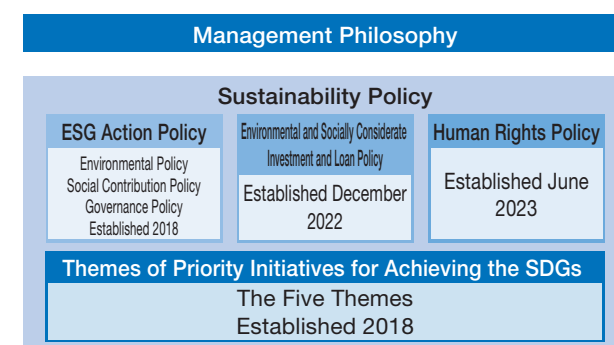 Management Philosophy
Sustainability Policy
ESG Action Policy
Environmental Policy
Social Contribution Policy
Governance Policy
Established 2018
Environmental and Socially Considerate
Investment and Loan Policy
Established December
2022
Human Rights Policy
Established June
2023
Themes of Priority Initiatives for Achieving the SDGs
The Five Themes
Established 2018